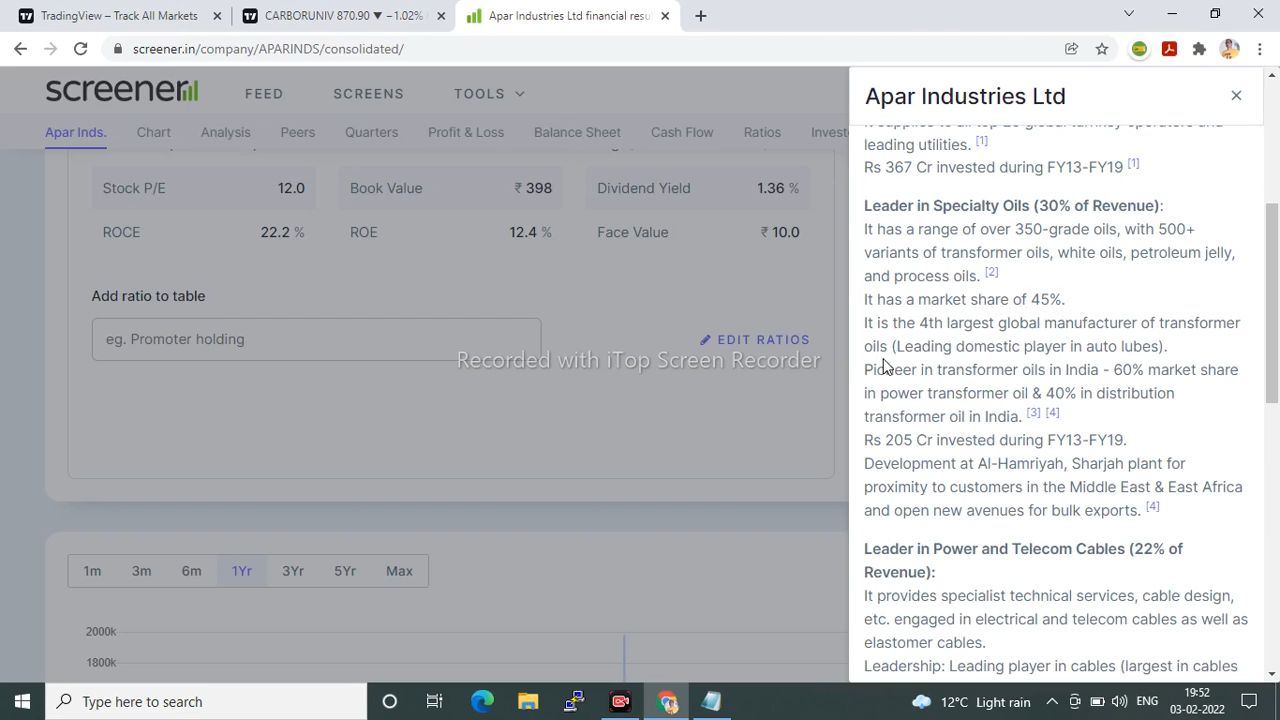 TradingView – Track All Markets
CARBORUNIV 870.90 ▼ −1.02%
Apar Industries Ltd financial resu
screener.in/company/APARINDS/consolidated/
screener
FEED
SCREENS
TOOLS
Apar Inds.
Chart
Analysis
Peers
Quarters
Profit & Loss
Balance Sheet
Cash Flow
Ratios
Invest
Stock P/E 12.0
Book Value ₹ 398
Dividend Yield 1.36 %
ROCE 22.2 %
ROE 12.4 %
Face Value ₹ 10.0
Add ratio to table
eg. Promoter holding
EDIT RATIOS
Recorded with iTop Screen Recorder
1m
3m
6m
1Yr
3Yr
5Yr
Max
2000k
1800k
Apar Industries Ltd
leading utilities. [1]
Rs 367 Cr invested during FY13-FY19 [1]
Leader in Specialty Oils (30% of Revenue):
It has a range of over 350-grade oils, with 500+
variants of transformer oils, white oils, petroleum jelly,
and process oils. [2]
It has a market share of 45%.
It is the 4th largest global manufacturer of transformer
oils (Leading domestic player in auto lubes).
Pioneer in transformer oils in India - 60% market share
in power transformer oil & 40% in distribution
transformer oil in India. [3] [4]
Rs 205 Cr invested during FY13-FY19.
Development at Al-Hamriyah, Sharjah plant for
proximity to customers in the Middle East & East Africa
and open new avenues for bulk exports. [4]
Leader in Power and Telecom Cables (22% of
Revenue):
It provides specialist technical services, cable design,
etc. engaged in electrical and telecom cables as well as
elastomer cables.
Leadership: Leading player in cables (largest in cables
Type here to search
12°C Light rain
ENG
19:52
03-02-2022